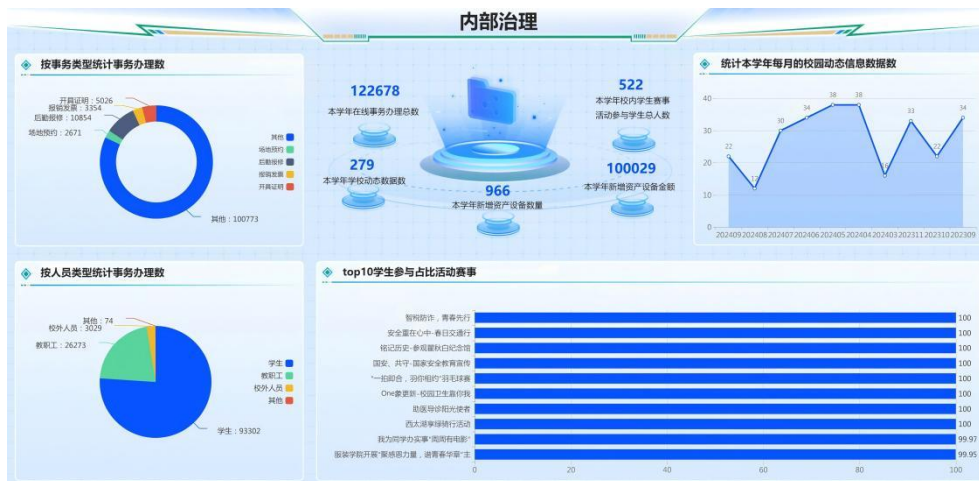 内部治理
按事务类型统计事务办理数
开具证明：5026
报销发票：3354
后勤报修：10854
场地预约：2671
其他：100773
其他
场地预约
后勤报修
报销发票
开具证明
122678
本学年在线事务办理总数
522
本学年校内学生赛事
活动参与学生总人数
279
本学年学校动态数据数
966
本学年新增资产设备数量
100029
本学年新增资产设备金额
统计本学年每月的校园动态信息数据数
40
30
20
10
0
22
12
30
34
38
38
16
33
22
34
202409 202408 202407 202406 202405 202404 202403 202311 202310 202309
按人员类型统计事务办理数
其他：74
校外人员：3029
教职工：26273
学生：93302
学生
教职工
校外人员
其他
top10学生参与占比活动赛事
智税防诈，青春先行 100
安全重在心中-春日交通行 100
铭记历史-参观瞿秋白纪念馆 100
国安、共守-国家安全教育宣传 100
“一拍即合，羽你相约”羽毛球赛 100
One象更新-校园卫生靠你我 100
助医导诊阳光使者 100
西太湖享绿骑行活动 100
我为同学办实事“周周有电影” 99.97
服装学院开展“聚感恩力量，谱青春华章”主 99.95
0 20 40 60 80 100